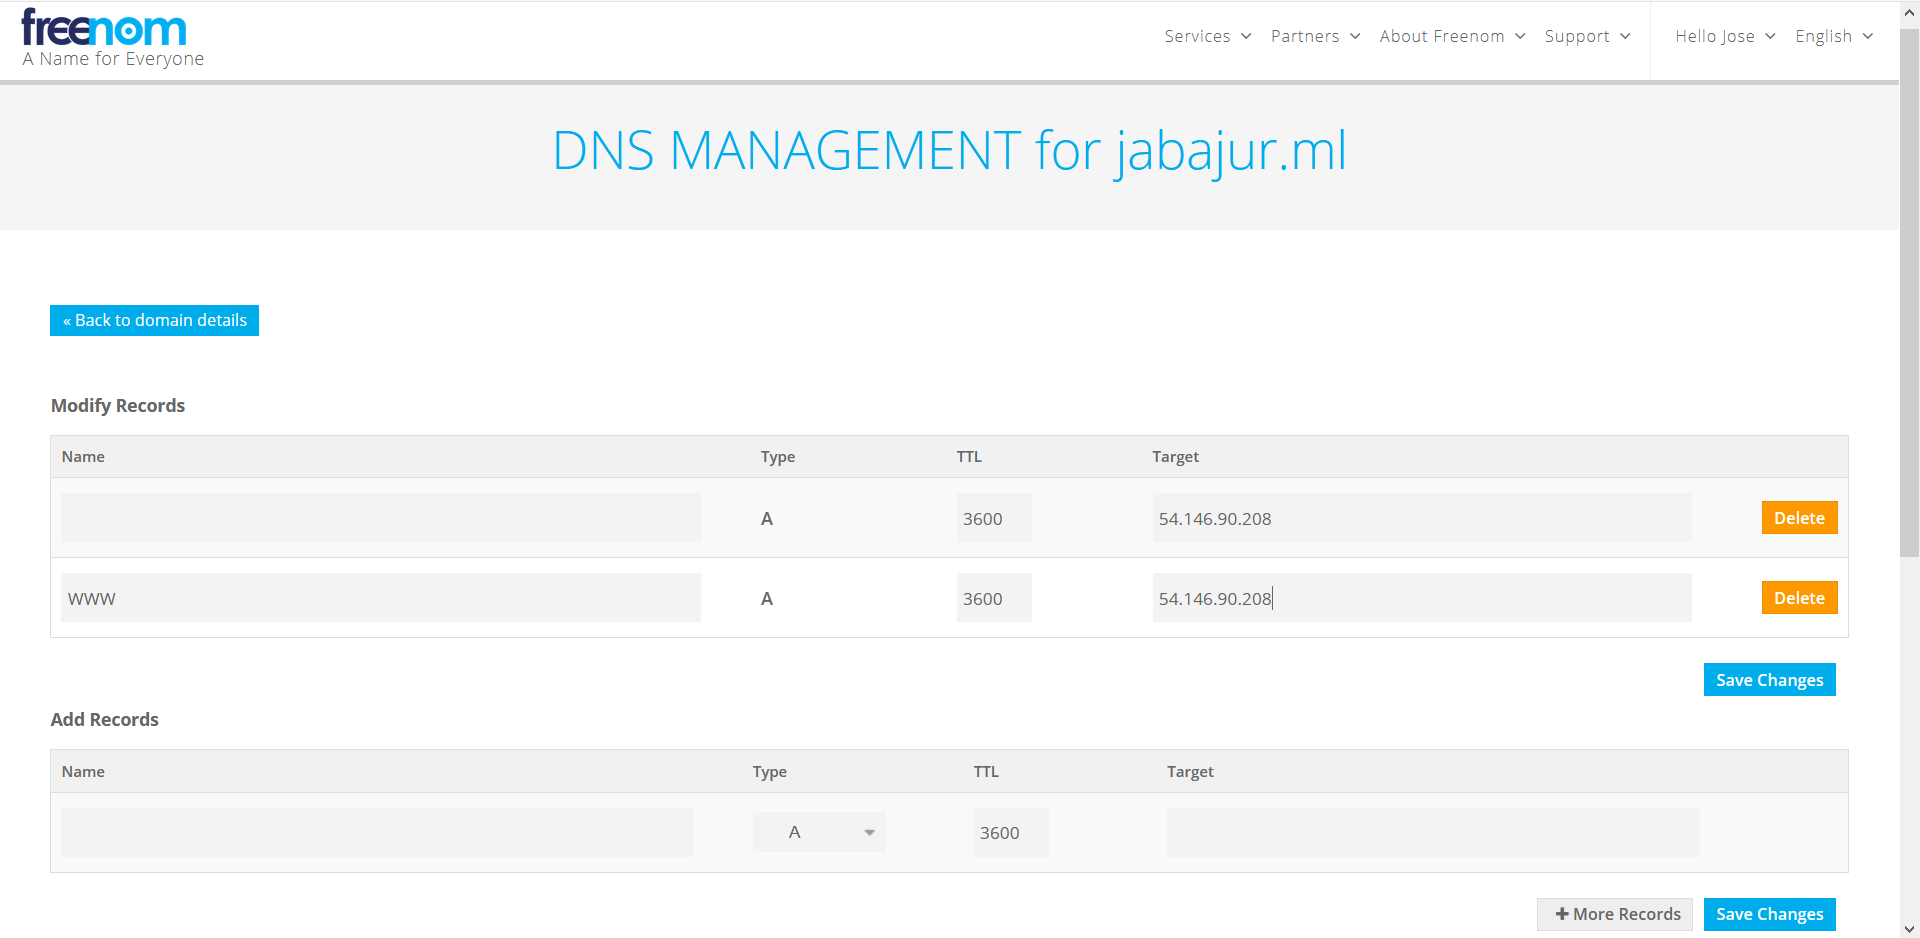 freenom
A Name for Everyone
Services Partners About Freenom Support Hello Jose English
DNS MANAGEMENT for jabajur.ml
« Back to domain details
Modify Records
Name Type TTL Target
A 3600 54.146.90.208 Delete
WWW A 3600 54.146.90.208 Delete
Save Changes
Add Records
Name Type TTL Target
A 3600
+ More Records Save Changes